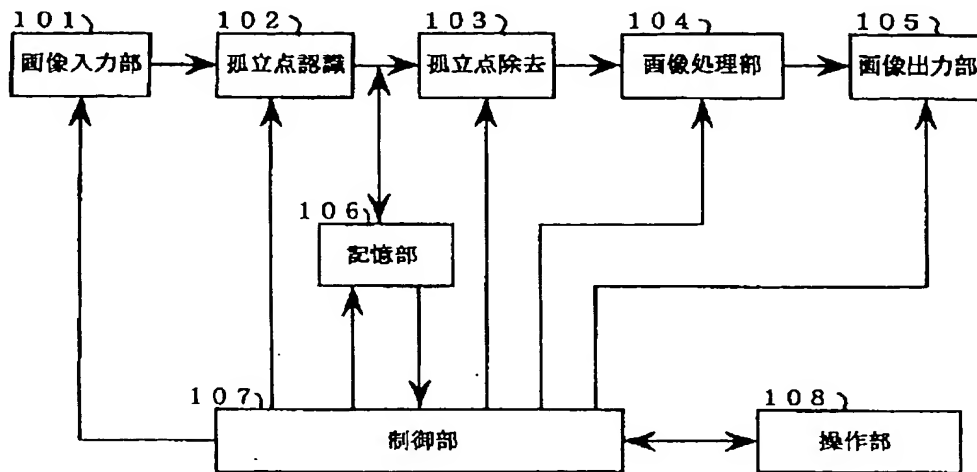 101
102
103
104
105
画像入力部
孤立点認識
孤立点除去
画像処理部
画像出力部
106
記憶部
107
108
制御部
操作部